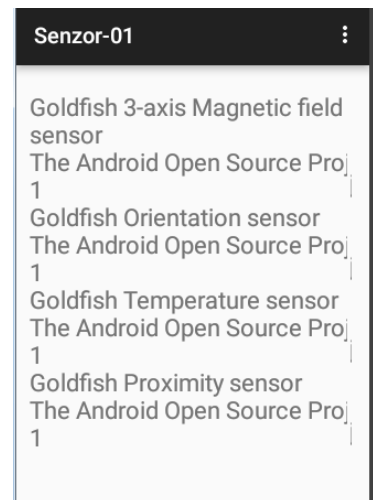 Senzor-01
Goldfish 3-axis Magnetic field
sensor
The Android Open Source Proj
1
Goldfish Orientation sensor
The Android Open Source Proj
1
Goldfish Temperature sensor
The Android Open Source Proj
1
Goldfish Proximity sensor
The Android Open Source Proj
1